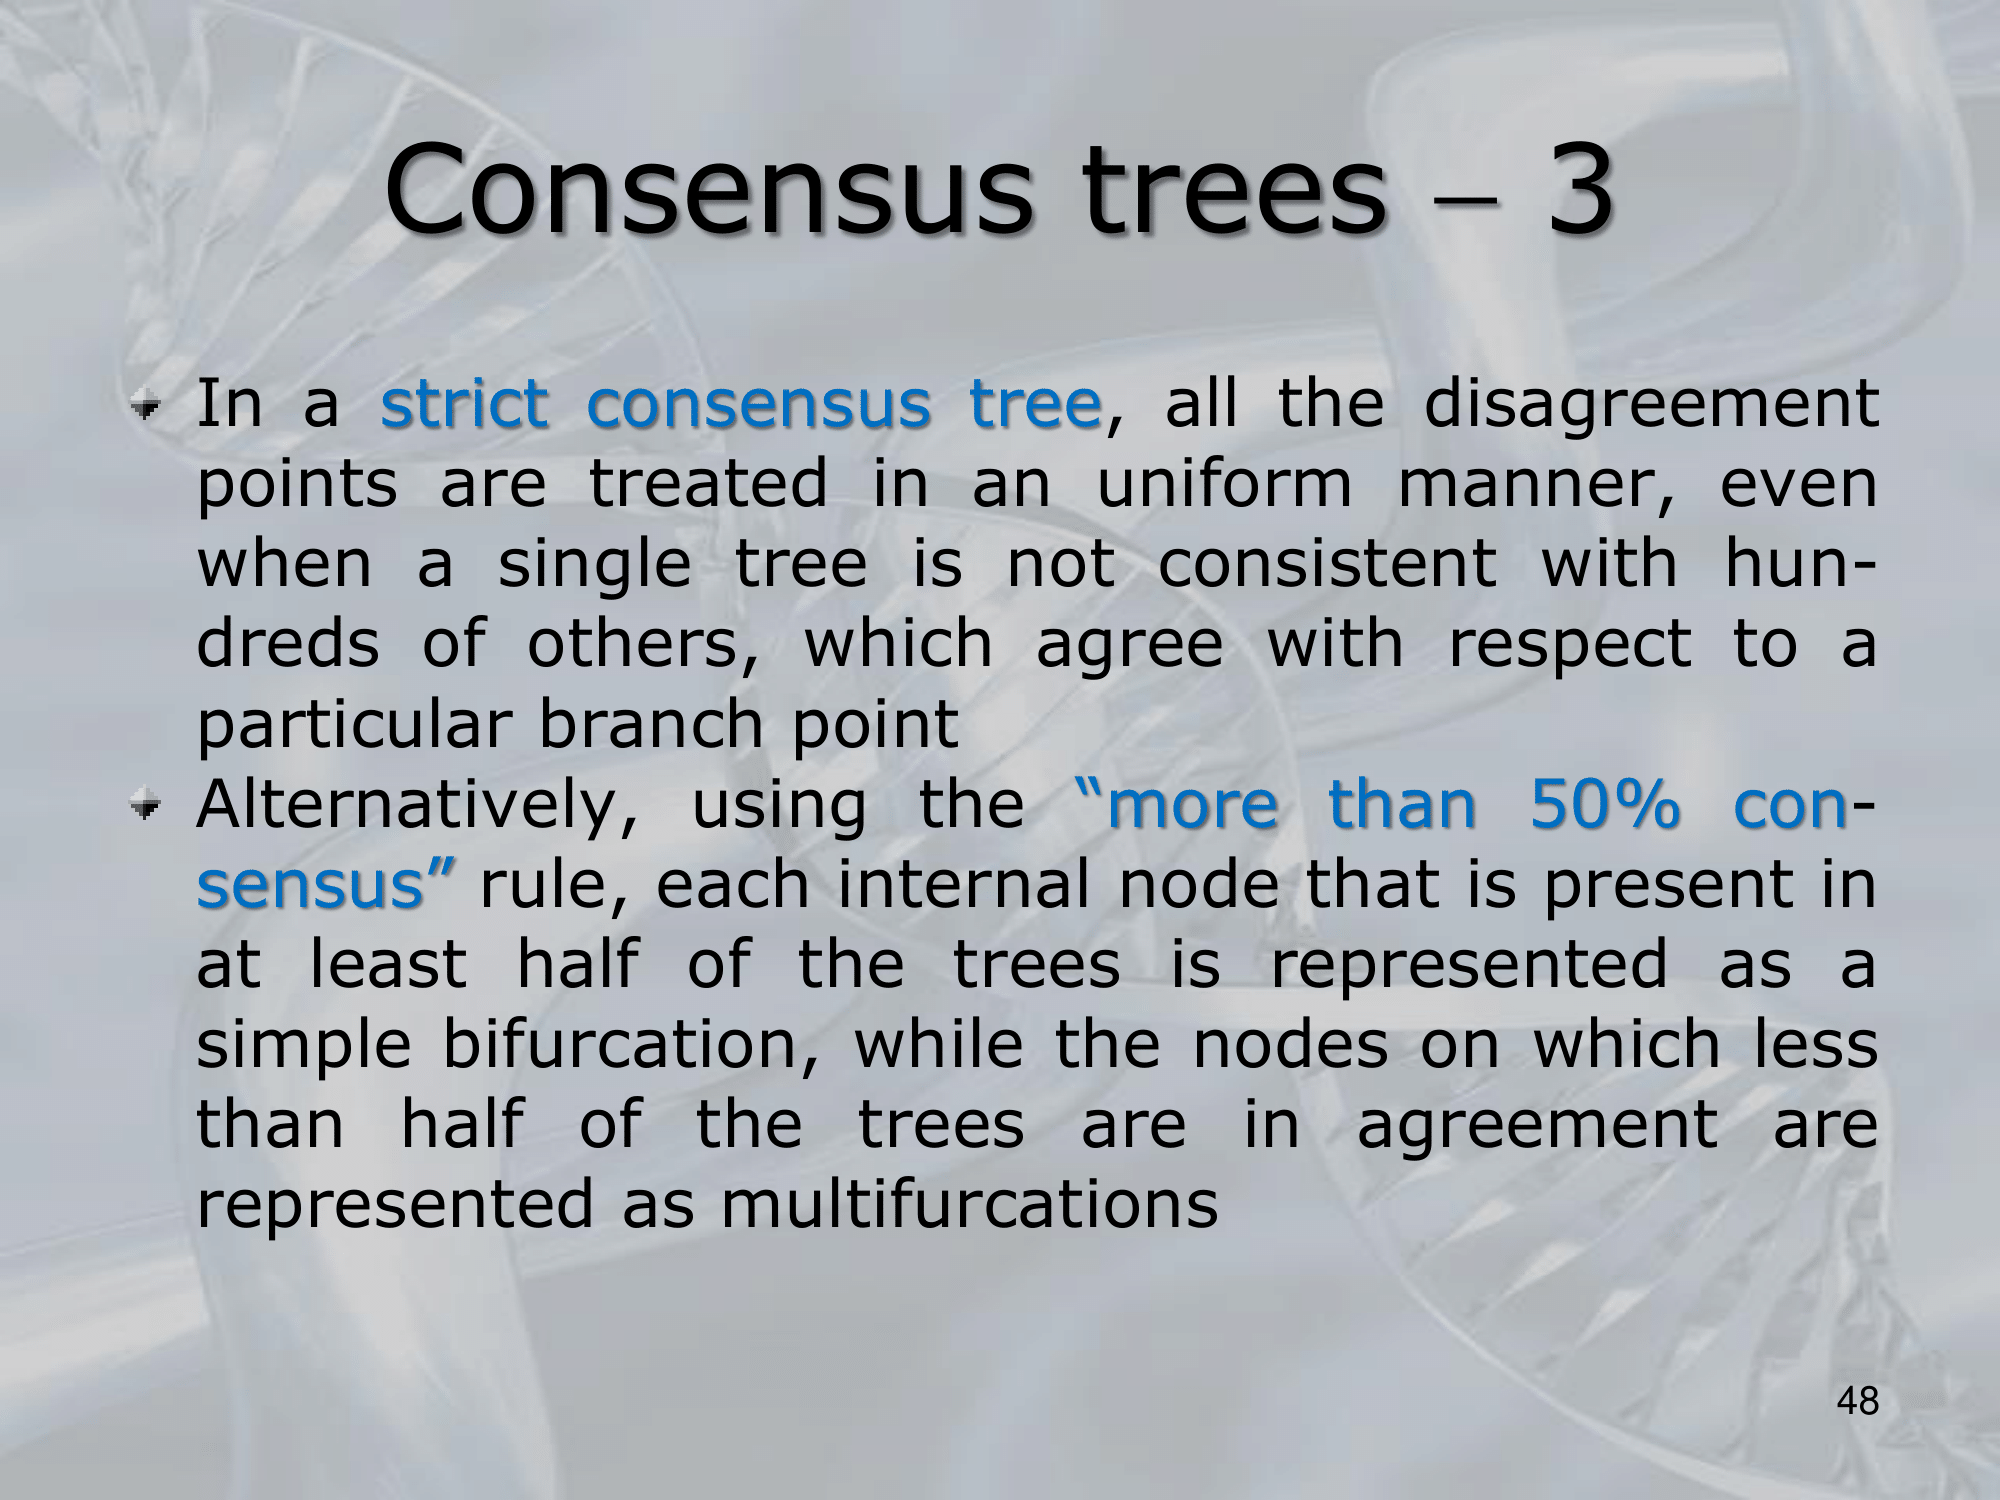 Consensus trees – 3
In a strict consensus tree, all the disagreement
points are treated in an uniform manner, even
when a single tree is not consistent with hun-
dreds of others, which agree with respect to a
particular branch point
Alternatively, using the “more than 50% con-
sensus” rule, each internal node that is present in
at least half of the trees is represented as a
simple bifurcation, while the nodes on which less
than half of the trees are in agreement are
represented as multifurcations
48